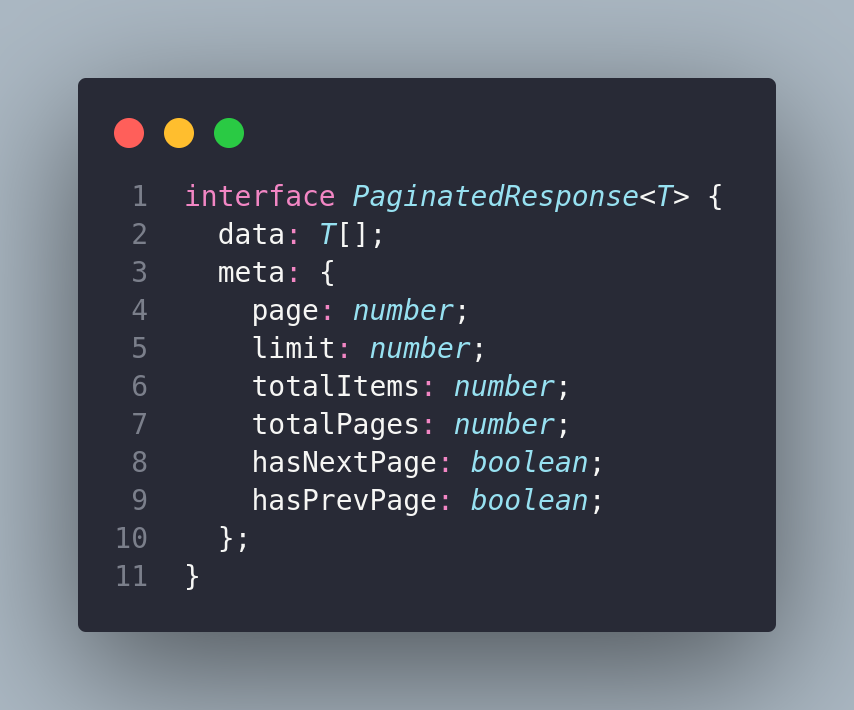 1 interface PaginatedResponse<T> {
2   data: T[];
3   meta: {
4     page: number;
5     limit: number;
6     totalItems: number;
7     totalPages: number;
8     hasNextPage: boolean;
9     hasPrevPage: boolean;
10   };
11 }